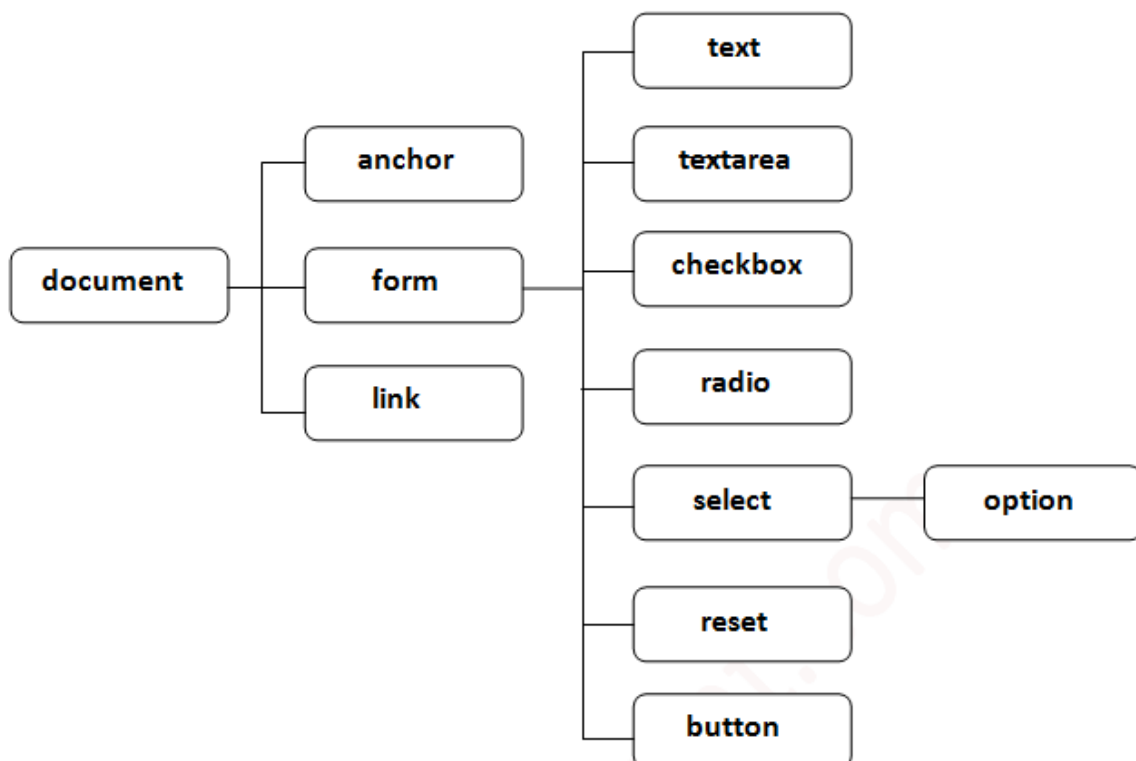 document
anchor
form
link
text
textarea
checkbox
radio
select
option
reset
button